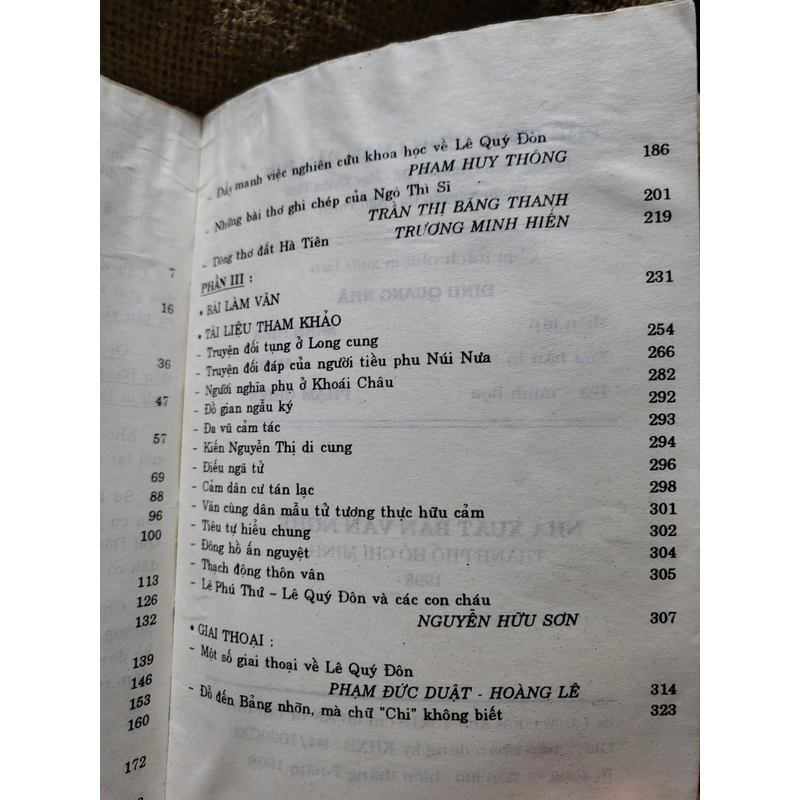 - Đẩy mạnh việc nghiên cứu khoa học về Lê Quý Đôn
PHẠM HUY THÔNG 186
- Những bài thơ ghi chép của Ngô Thì Sĩ
TRẦN THỊ BĂNG THANH 201
- Dòng thơ đất Hà Tiên TRƯƠNG MINH HIỂN 219
PHẦN III :
• BÀI LÀM VĂN 231
• TÀI LIỆU THAM KHẢO
- Truyện đối tụng ở Long cung 254
- Truyện đối đáp của người tiều phu Núi Nưa 266
- Người nghĩa phụ ở Khoái Châu 282
- Đồ gian ngẫu ký 292
- Dạ vũ cảm tác 293
- Kiến Nguyễn Thị di cung 294
- Điếu ngã tử 296
- Cảm dân cư tán lạc 298
- Văn cùng dân mẫu tử tương thực hữu cảm 301
- Tiêu tự hiểu chung 302
- Đông hồ ấn nguyệt 304
- Thạch động thôn vân 305
- Lê Phú Thứ - Lê Quý Đôn và các con cháu
NGUYỄN HỮU SƠN 307
• GIAI THOẠI :
- Một số giai thoại về Lê Quý Đôn
PHẠM ĐỨC DUẬT - HOÀNG LÊ 314
- Đỗ đến Bảng nhỡn, mà chữ "Chi" không biết 323
7
16
36
47
57
69
88
96
100
113
126
132
139
146
153
160
172